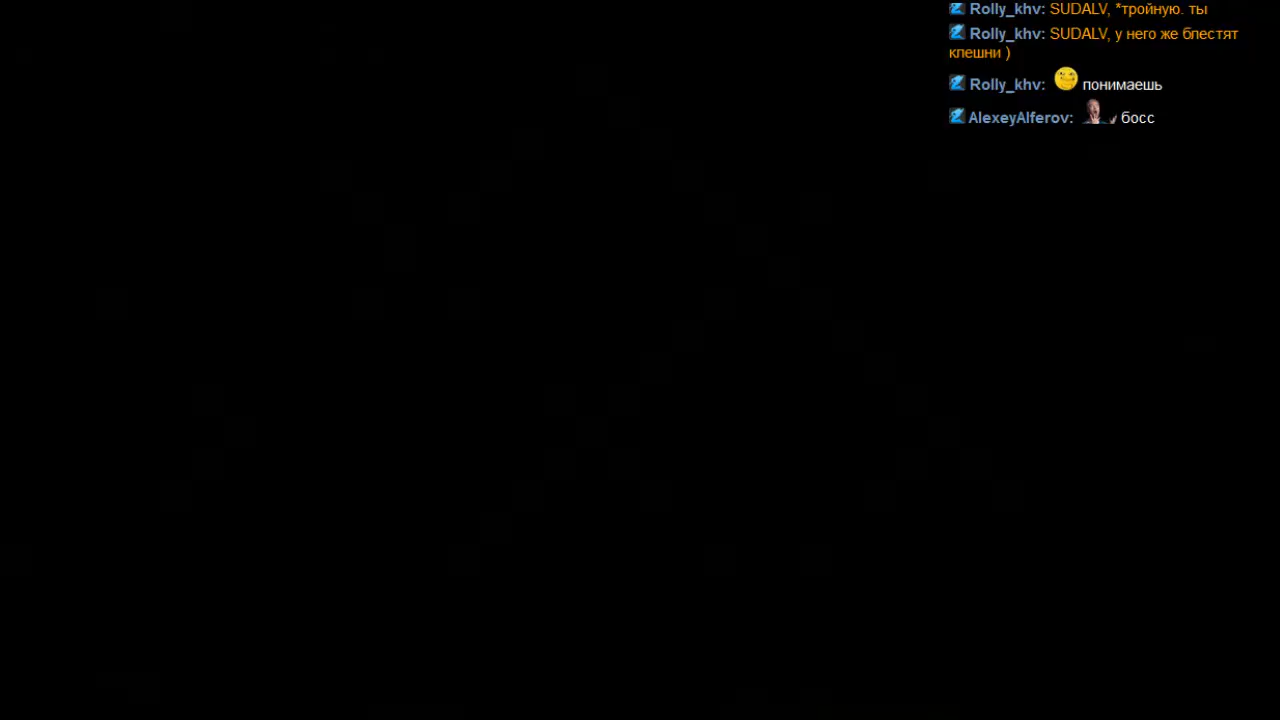 Rolly_khv: SUDALV, *тройную. ты
Rolly_khv: SUDALV, у него же блестят
клешни )
Rolly_khv: понимаешь
AlexeyAlferov: босс